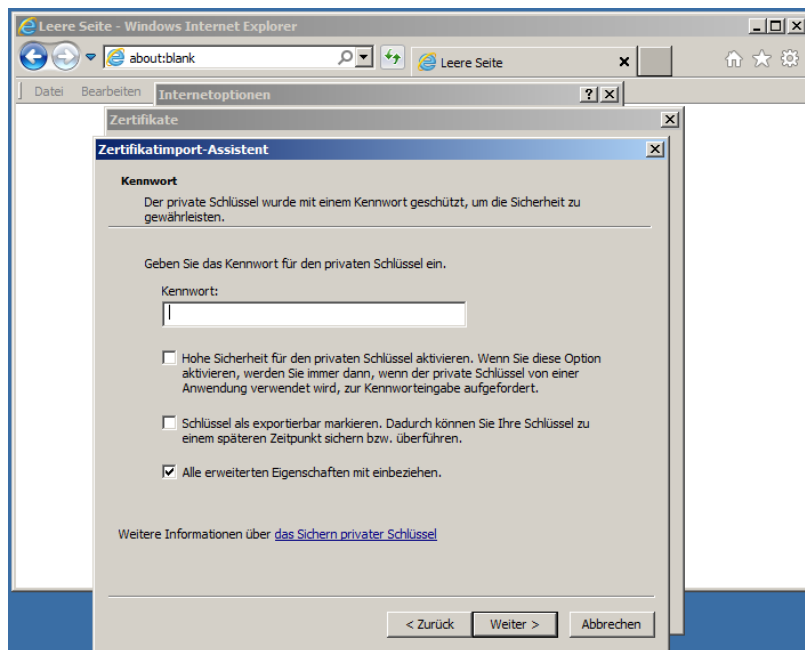 Leere Seite - Windows Internet Explorer
about:blank
Leere Seite
Datei Bearbeiten
Internetoptionen
Zertifikate
Zertifikatimport-Assistent
Kennwort
Der private Schlüssel wurde mit einem Kennwort geschützt, um die Sicherheit zu
gewährleisten.
Geben Sie das Kennwort für den privaten Schlüssel ein.
Kennwort:
Hohe Sicherheit für den privaten Schlüssel aktivieren. Wenn Sie diese Option
aktivieren, werden Sie immer dann, wenn der private Schlüssel von einer
Anwendung verwendet wird, zur Kennworteingabe aufgefordert.
Schlüssel als exportierbar markieren. Dadurch können Sie Ihre Schlüssel zu
einem späteren Zeitpunkt sichern bzw. überführen.
Alle erweiterten Eigenschaften mit einbeziehen.
Weitere Informationen über das Sichern privater Schlüssel
< Zurück Weiter > Abbrechen